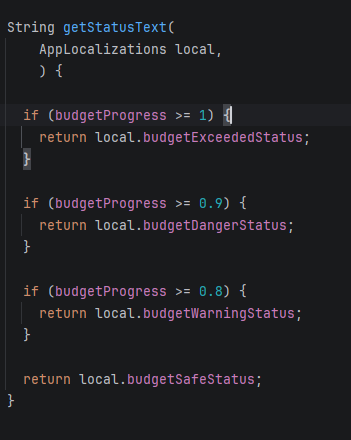 String getStatusText(
    AppLocalizations local,
    ) {
  if (budgetProgress >= 1) {
    return local.budgetExceededStatus;
  }
  if (budgetProgress >= 0.9) {
    return local.budgetDangerStatus;
  }
  if (budgetProgress >= 0.8) {
    return local.budgetWarningStatus;
  }
  return local.budgetSafeStatus;
}